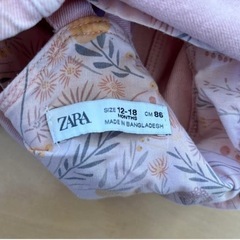 ZARA
SIZE 12-18 MONTHS
CM 86
MADE IN BANGLADESH